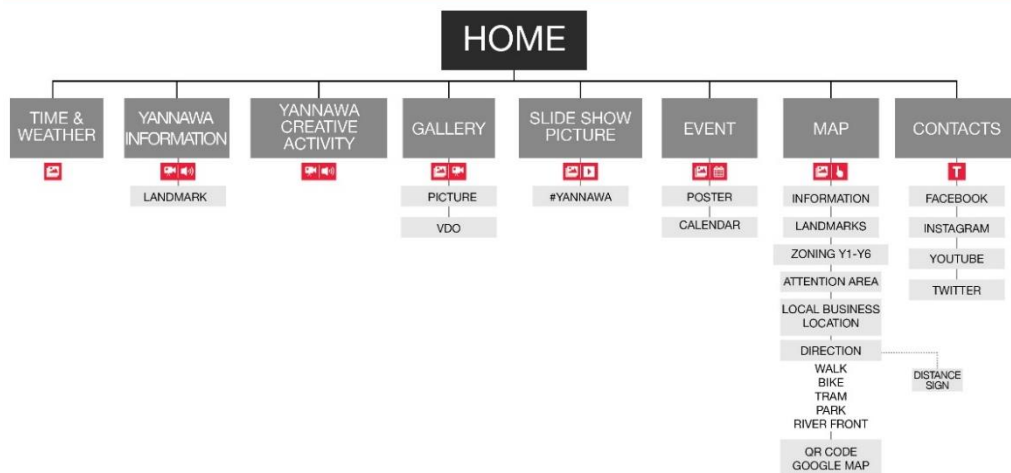 HOME
TIME &
WEATHER
YANNAWA
INFORMATION
LANDMARK
YANNAWA
CREATIVE
ACTIVITY
GALLERY
PICTURE
VDO
SLIDE SHOW
PICTURE
#YANNAWA
EVENT
POSTER
CALENDAR
MAP
INFORMATION
LANDMARKS
ZONING Y1-Y6
ATTENTION AREA
LOCAL BUSINESS
LOCATION
DIRECTION
WALK
BIKE
TRAM
PARK
RIVER FRONT
QR CODE
GOOGLE MAP
DISTANCE
SIGN
CONTACTS
T
FACEBOOK
INSTAGRAM
YOUTUBE
TWITTER